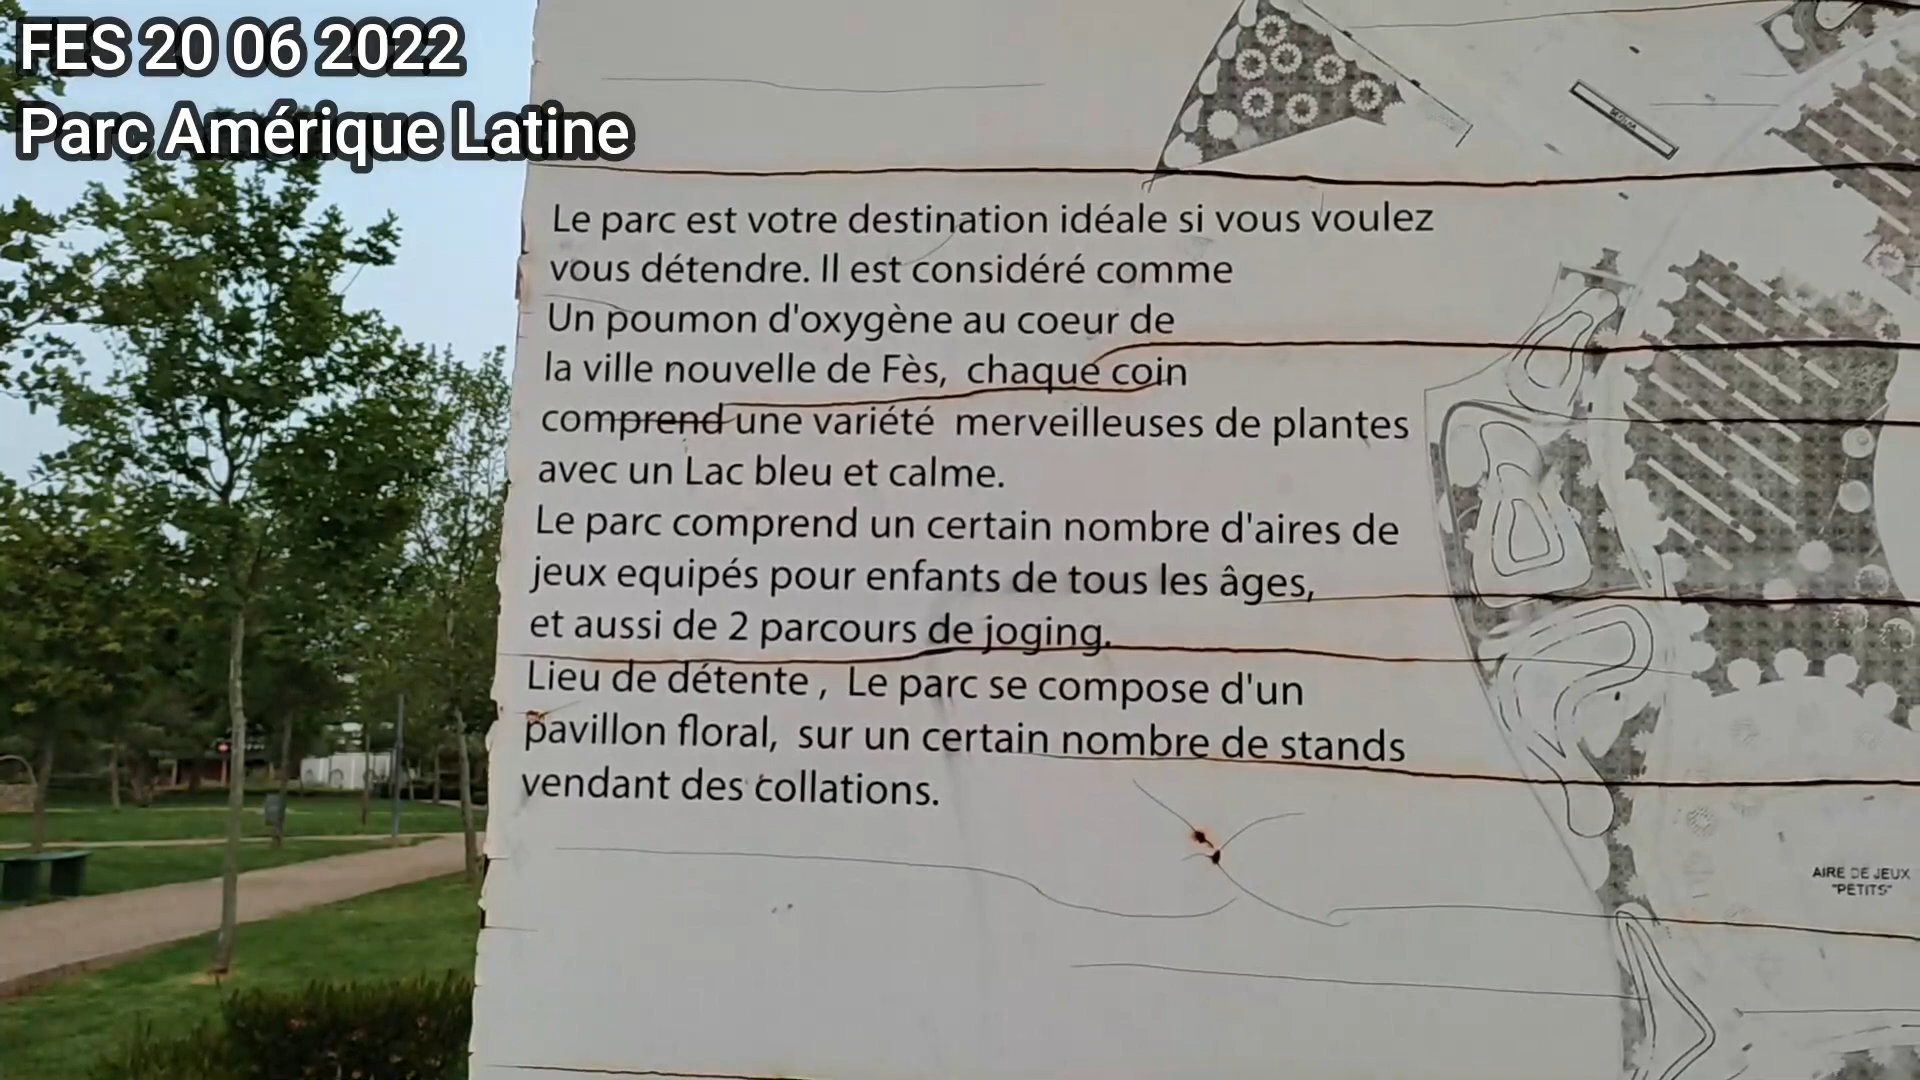 FES 20 06 2022
Parc Amérique Latine
Le parc est votre destination idéale si vous voulez
vous détendre. Il est considéré comme
Un poumon d'oxygène au coeur de
la ville nouvelle de Fès, chaque coin
comprend une variété merveilleuses de plantes
avec un Lac bleu et calme.
Le parc comprend un certain nombre d'aires de
jeux equipés pour enfants de tous les âges,
et aussi de 2 parcours de joging.
Lieu de détente , Le parc se compose d'un
pavillon floral, sur un certain nombre de stands
vendant des collations.
AIRE DE JEUX
"PETITS"